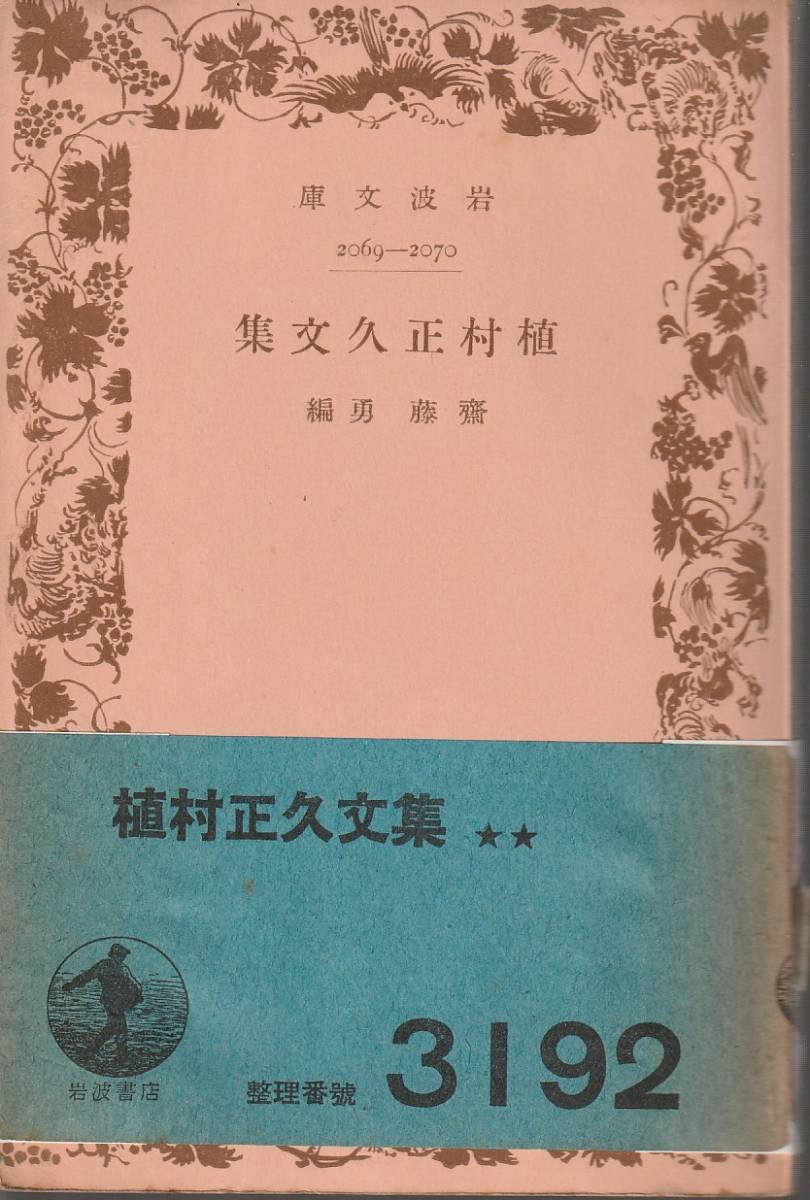 岩波文庫
2069—2070
植村正久文集
齋藤勇編
植村正久文集 ★★
岩波書店
整理番號 3192